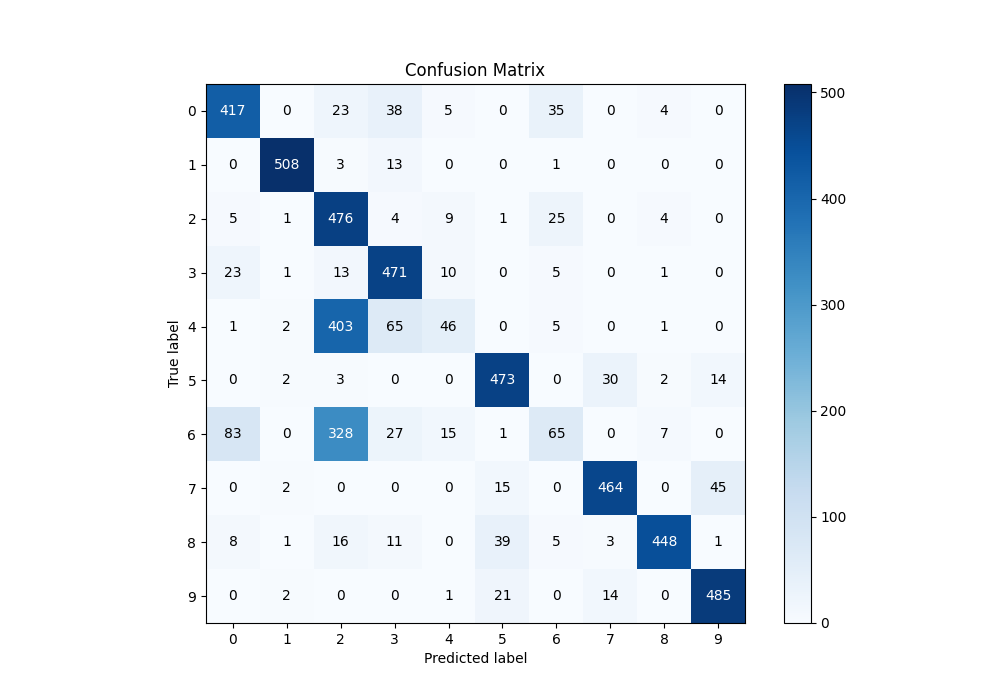 Confusion Matrix
0 417 0 23 38 5 0 35 0 4 0
1 0 508 3 13 0 0 1 0 0 0
2 5 1 476 4 9 1 25 0 4 0
3 23 1 13 471 10 0 5 0 1 0
4 1 2 403 65 46 0 5 0 1 0
5 0 2 3 0 0 473 0 30 2 14
6 83 0 328 27 15 1 65 0 7 0
7 0 2 0 0 0 15 0 464 0 45
8 8 1 16 11 0 39 5 3 448 1
9 0 2 0 0 1 21 0 14 0 485
0 1 2 3 4 5 6 7 8 9
Predicted label
True label
500
400
300
200
100
0